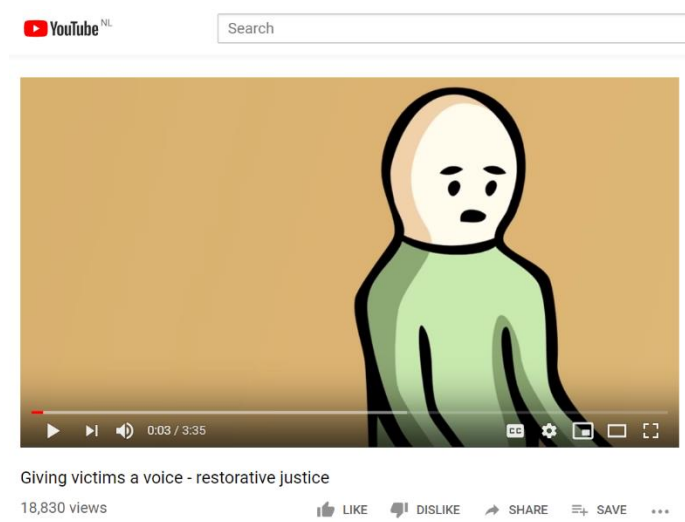 YouTube NL
Search
0:03 / 3:35
CC
Giving victims a voice - restorative justice
18,830 views
LIKE
DISLIKE
SHARE
SAVE